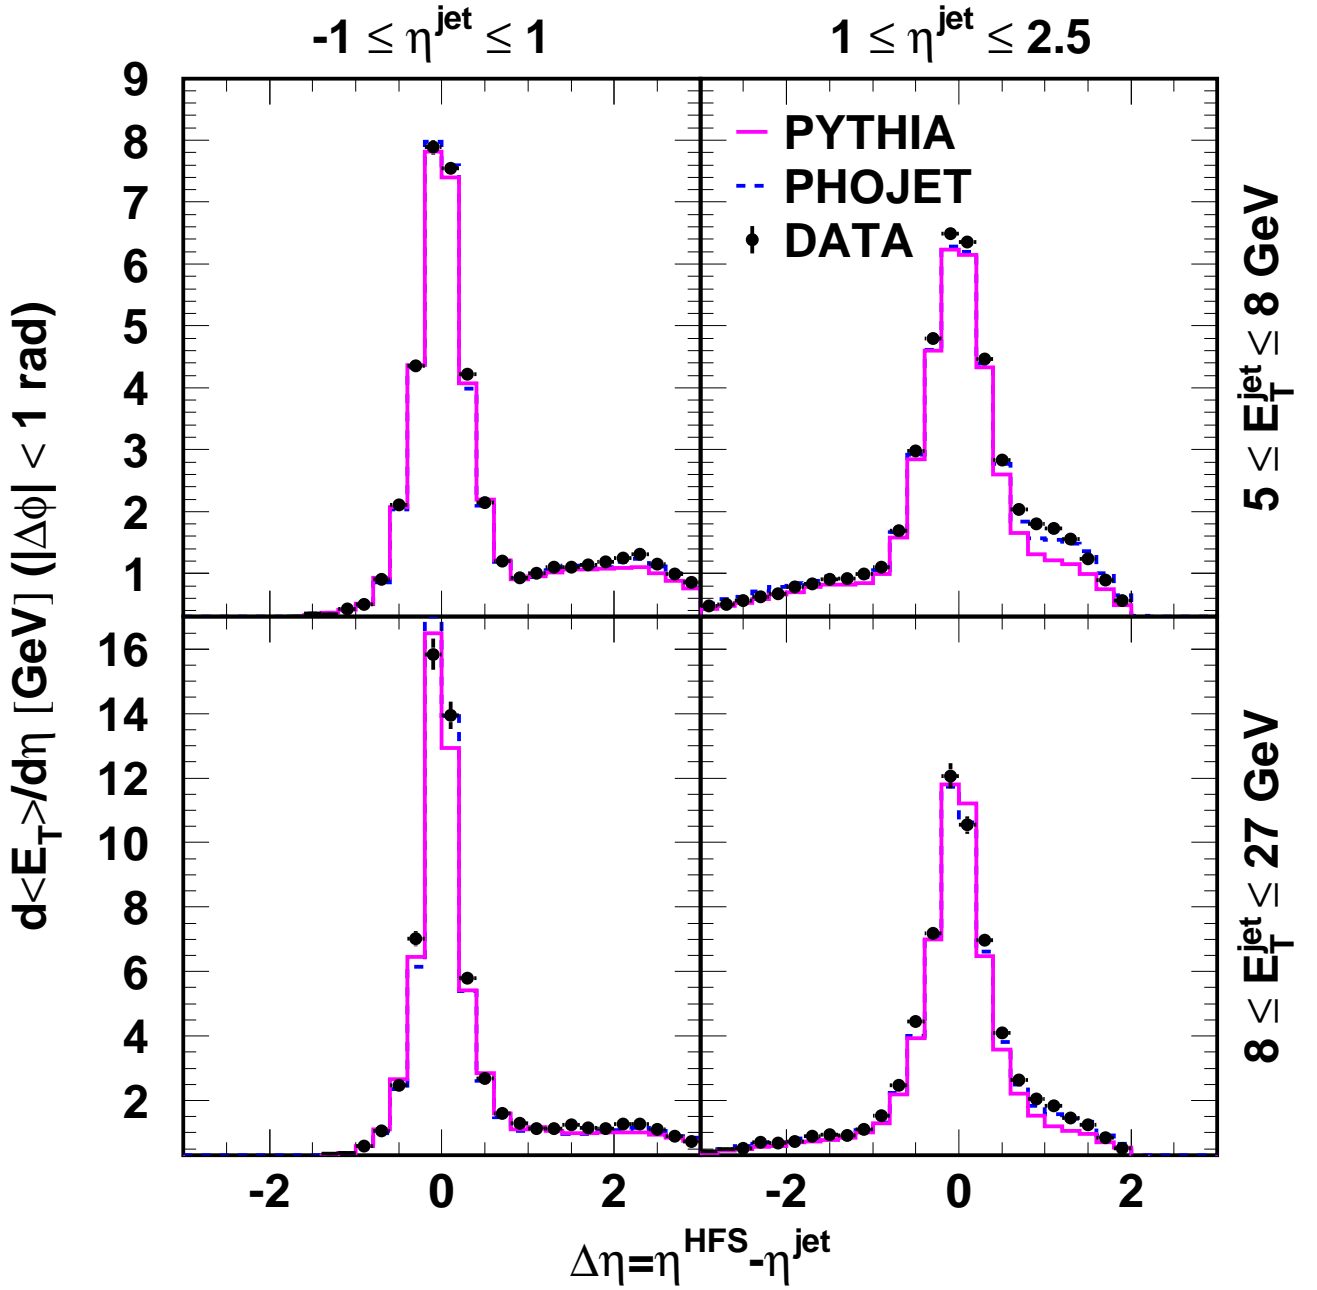 -1 ≤ η^jet ≤ 1
1 ≤ η^jet ≤ 2.5
9
8
7
6
5
4
3
2
1
PYTHIA
PHOJET
DATA
5 ≤ E_T^jet ≤ 8 GeV
d<E_T>/dη [GeV] (|Δϕ| < 1 rad)
16
14
12
10
8
6
4
2
8 ≤ E_T^jet ≤ 27 GeV
-2 0 2 -2 0 2
Δη=η^HFS-η^jet